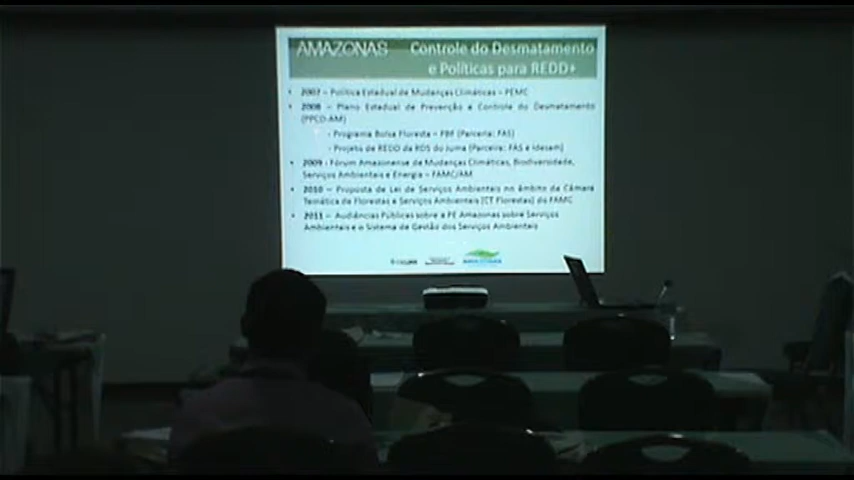 AMAZONAS
Controle do Desmatamento
e Políticas para REDD+
• 2007 – Política Estadual de Mudanças Climáticas – PEMC
• 2008 – Plano Estadual de Prevenção e Controle do Desmatamento
(PPCD-AM)
- Programa Bolsa Floresta – PBF (Parceria: FAS)
- Projeto de REDD da RDS do Juma (Parceira: FAS e Idesam)
• 2009 - Fórum Amazonense de Mudanças Climáticas, Biodiversidade,
Serviços Ambientais e Energia – FAMC/AM
• 2010 – Proposta de Lei de Serviços Ambientais no âmbito da Câmara
Temática de Florestas e Serviços Ambientais (CT Florestas) do FAMC
• 2011 – Audiências Públicas sobre a PE Amazonas sobre Serviços
Ambientais e o Sistema de Gestão dos Serviços Ambientais